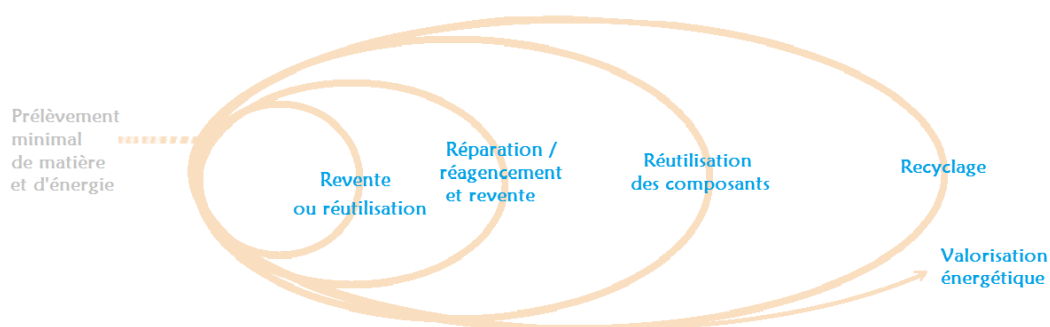 Prélèvement
minimal
de matière
et d'énergie
Revente
ou réutilisation
Réparation /
réagencement
et revente
Réutilisation
des composants
Recyclage
Valorisation
énergétique